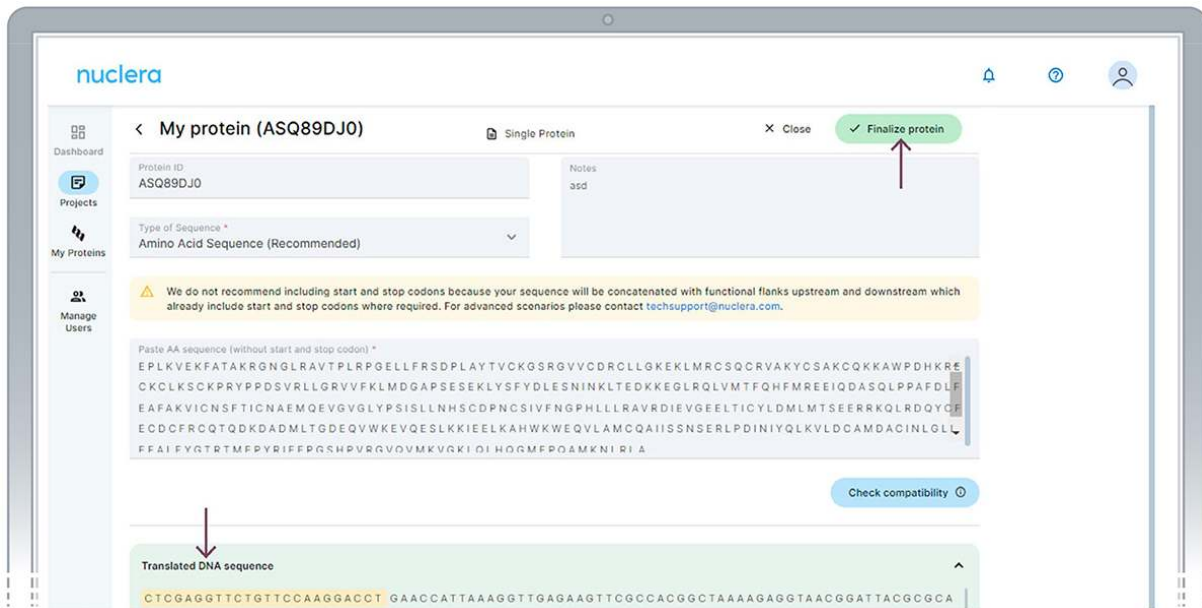 nuclera
Dashboard
Projects
My Proteins
Manage
Users
My protein (ASQ89DJ0)
Single Protein
Close
Finalize protein
Protein ID
ASQ89DJ0
Notes
asd
Type of Sequence *
Amino Acid Sequence (Recommended)
We do not recommend including start and stop codons because your sequence will be concatenated with functional flanks upstream and downstream which
already include start and stop codons where required. For advanced scenarios please contact techsupport@nuclera.com.
Paste AA sequence (without start and stop codon) *
EPLKVEKFATAKRGNGLRAVTPLRPGELLFRSDPLAYTVCKGSRGVVCDRCLLGKEKLMRCSQCRVAKYCSAKCQKKAWPDHKRE
CKCLKSCKPRYPPDSVRLLGRVVFKLMDGAPSESEKLYSFYDLESNINKLTEDKKEGLRQLVMTFQHFMREEIQDASQLPPAFDLF
EAFAKVICNSFTICNAEMQEVGVGLYPSISLLNHSCDPNCSIVFNGPHLLLRAVRDIEVGEELTICYLDMLMTSEERRKQLRDQYCF
ECDCFRCQTQDKDADMLTGDEQVWKEVQESLKKIEELKAHWKWEQVLAMCQAIISSNSERLPDINIYQLKVLDCAMDACINLGLL
EEALFYGTRTMEPYRIFFPGSHPVRGVQVMKVGKLQLHQGMFPQAMKNLRLA
Check compatibility
Translated DNA sequence
CTCGAGGTTCTGTTCCAAGGACCT GAACCATTAAAGGTTGAGAAGTTCGCCACGGCTAAAAGAGGTAACGGATTACGCGCA